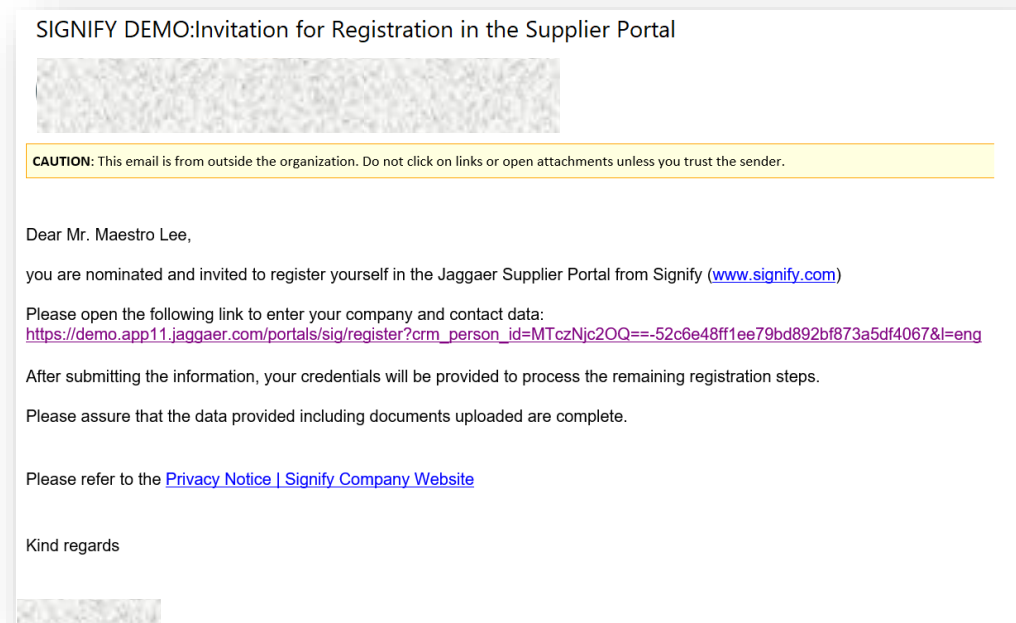 SIGNIFY DEMO:Invitation for Registration in the Supplier Portal
CAUTION: This email is from outside the organization. Do not click on links or open attachments unless you trust the sender.
Dear Mr. Maestro Lee,
you are nominated and invited to register yourself in the Jaggaer Supplier Portal from Signify (www.signify.com)
Please open the following link to enter your company and contact data:
https://demo.app11.jaggaer.com/portals/sig/register?crm_person_id=MTczNjc2OQ==-52c6e48ff1ee79bd892bf873a5df4067&l=eng
After submitting the information, your credentials will be provided to process the remaining registration steps.
Please assure that the data provided including documents uploaded are complete.
Please refer to the Privacy Notice | Signify Company Website
Kind regards